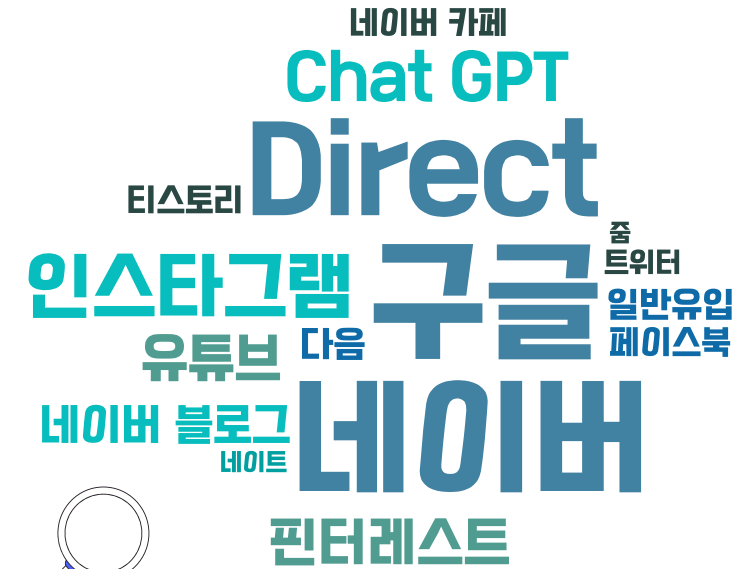 네이버 카페
Chat GPT
Direct
티스토리
줌
트위터
구글
인스타그램
일반유입
유튜브
다음
페이스북
네이버
네이버 블로그
네이트
핀터레스트